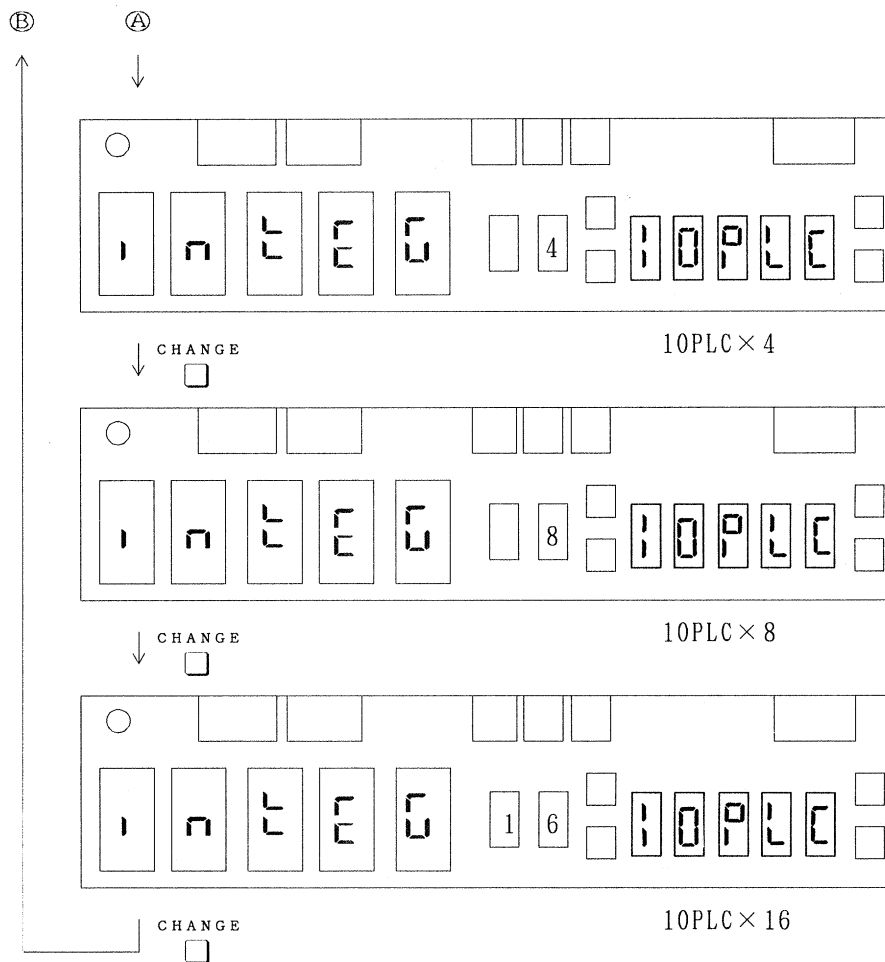 Ⓑ Ⓐ
intEG 4 10PLC
10PLC×4
CHANGE
intEG 8 10PLC
10PLC×8
CHANGE
intEG 16 10PLC
10PLC×16
CHANGE